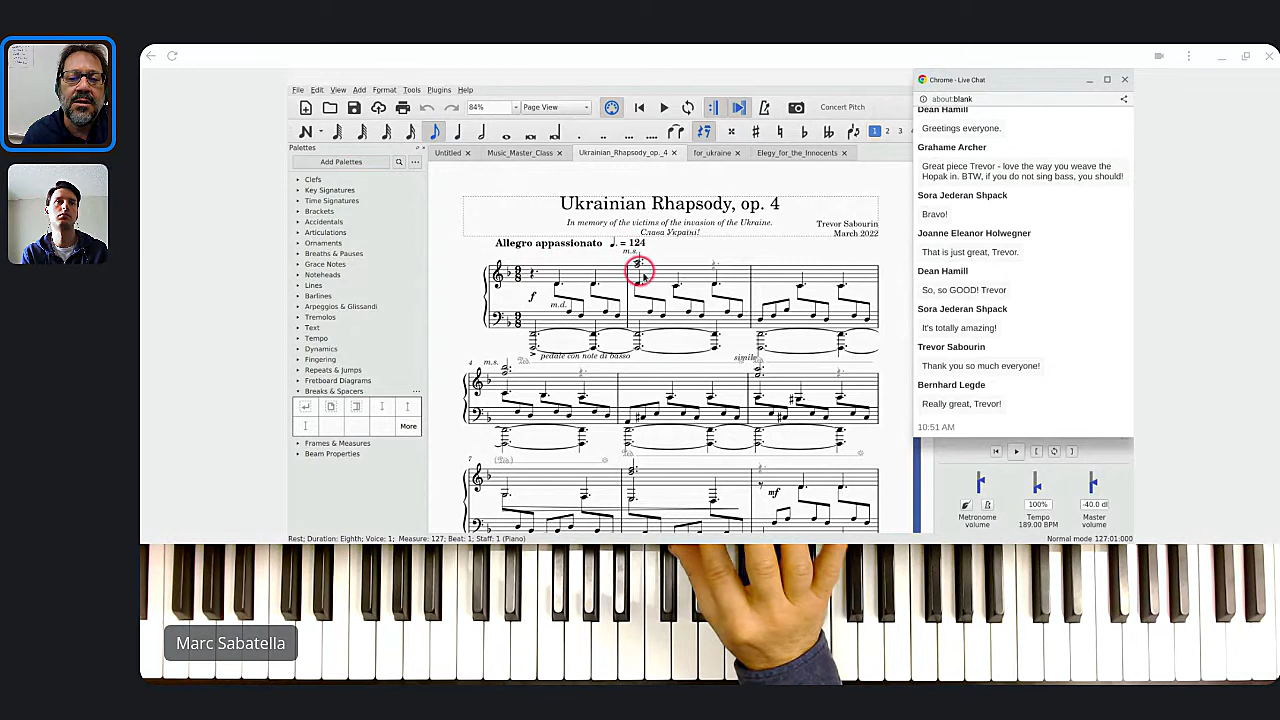 File Edit View Add Format Tools Plugins Help
84% Page View Concert Pitch
N 1 2 3
Palettes
Untitled Music_Master_Class Ukrainian_Rhapsody_op._4 for_ukraine Elegy_for_the_Innocents
Add Palettes
Clefs
Key Signatures
Time Signatures
Brackets
Accidentals
Articulations
Ornaments
Breaths & Pauses
Grace Notes
Noteheads
Lines
Barlines
Arpeggios & Glissandi
Tremolos
Text
Tempo
Dynamics
Fingering
Repeats & Jumps
Fretboard Diagrams
Breaks & Spacers
More
Frames & Measures
Beam Properties
Ukrainian Rhapsody, op. 4
In memory of the victims of the invasion of the Ukraine.
Слава Україні!
Trevor Sabourin
March 2022
Allegro appassionato ♩. = 124
m.s.
f
m.d.
pedale con note di basso
simile
4 m.s.
7
mf
Rest; Duration: Eighth; Voice: 1; Measure: 127; Beat: 1; Staff: 1 (Piano)
Chrome - Live Chat
about:blank
Dean Hamill
Greetings everyone.
Grahame Archer
Great piece Trevor - love the way you weave the
Hopak in. BTW, if you do not sing bass, you should!
Sora Jederan Shpack
Bravo!
Joanne Eleanor Holwegner
That is just great, Trevor.
Dean Hamill
So, so GOOD! Trevor
Sora Jederan Shpack
It's totally amazing!
Trevor Sabourin
Thank you so much everyone!
Bernhard Legde
Really great, Trevor!
10:51 AM
100% -40.0 d
Metronome
volume
Tempo
189.00 BPM
Master
volume
Normal mode 127:01:000
Marc Sabatella